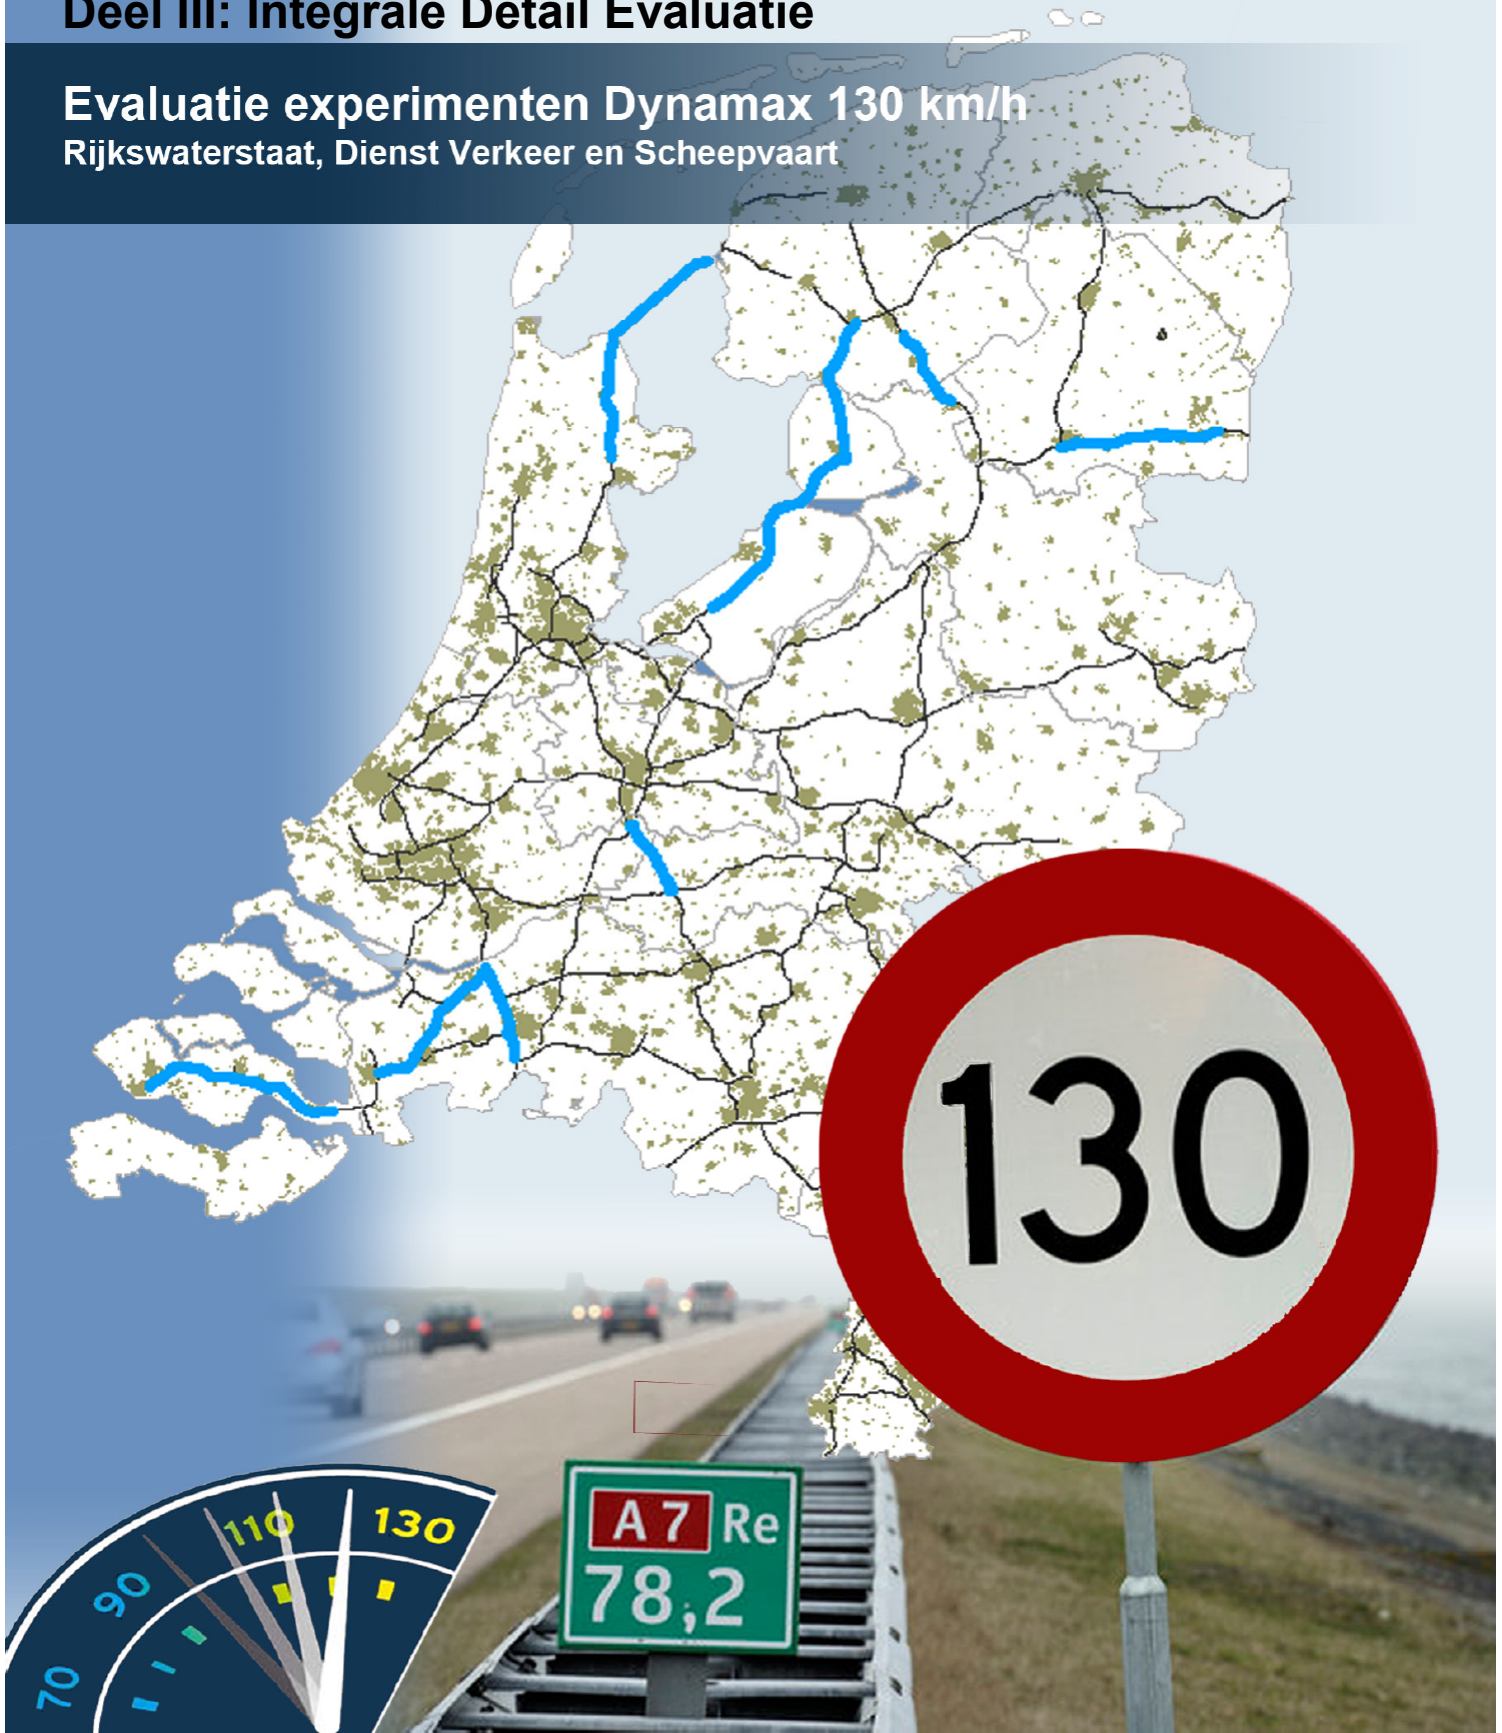 Deel III: Integrale Detail Evaluatie
Evaluatie experimenten Dynamax 130 km/h
Rijkswaterstaat, Dienst Verkeer en Scheepvaart
130
A 7 Re
78,2
70
90
110
130